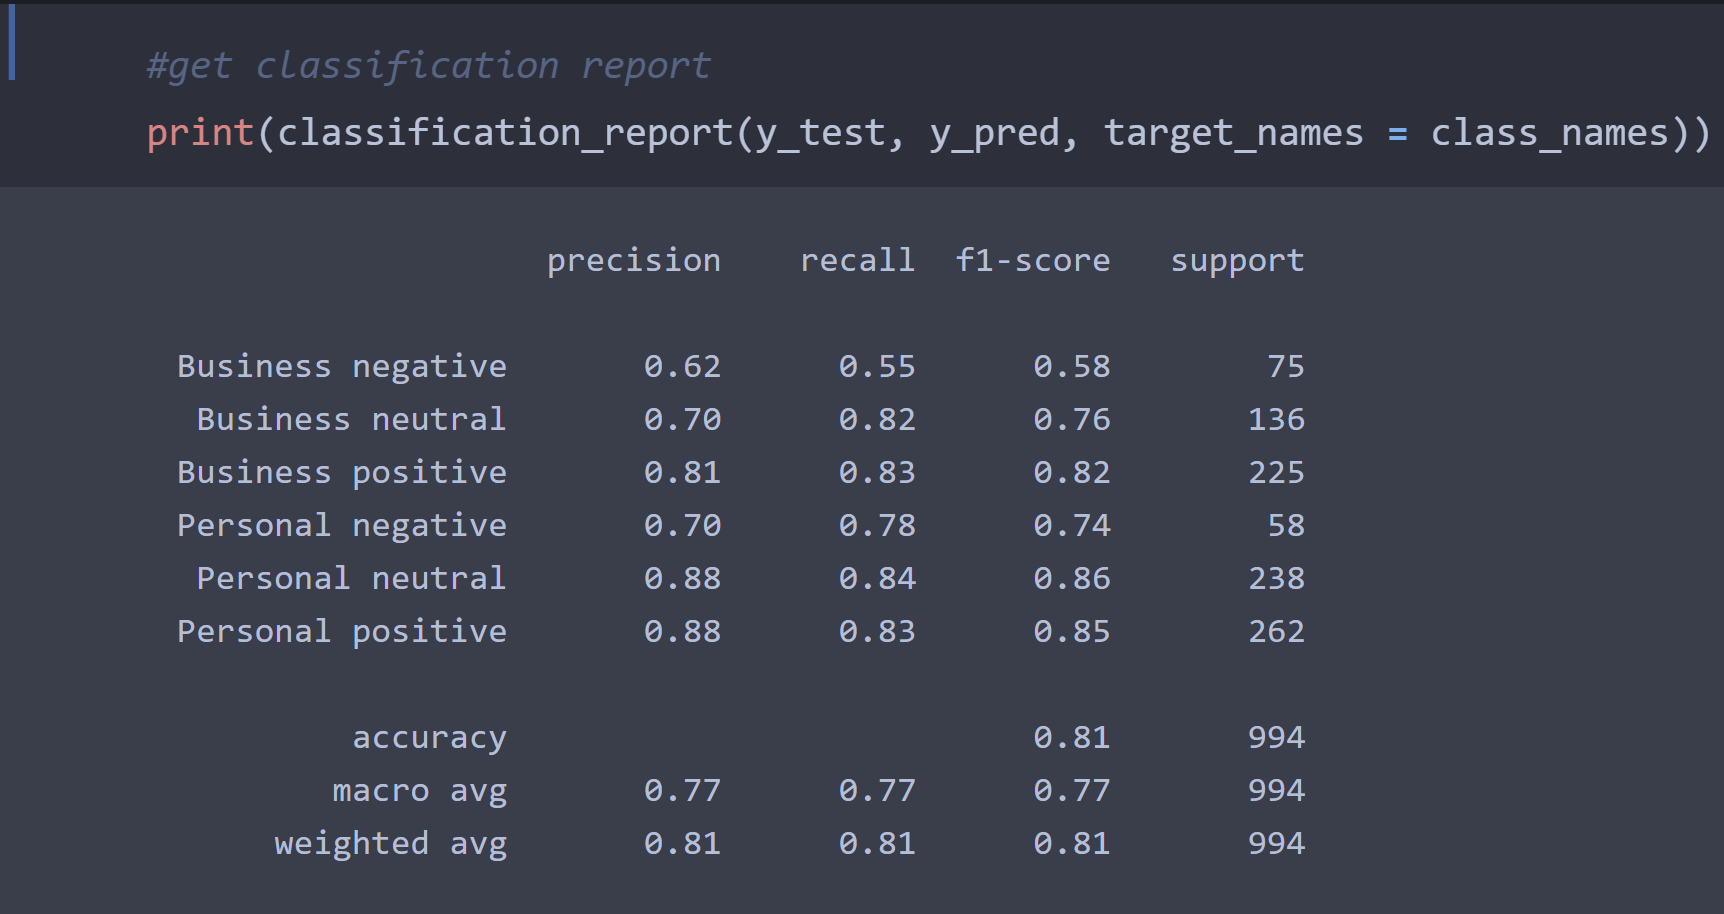 #get classification report
print(classification_report(y_test, y_pred, target_names = class_names))
precision recall f1-score support
Business negative 0.62 0.55 0.58 75
Business neutral 0.70 0.82 0.76 136
Business positive 0.81 0.83 0.82 225
Personal negative 0.70 0.78 0.74 58
Personal neutral 0.88 0.84 0.86 238
Personal positive 0.88 0.83 0.85 262
accuracy 0.81 994
macro avg 0.77 0.77 0.77 994
weighted avg 0.81 0.81 0.81 994